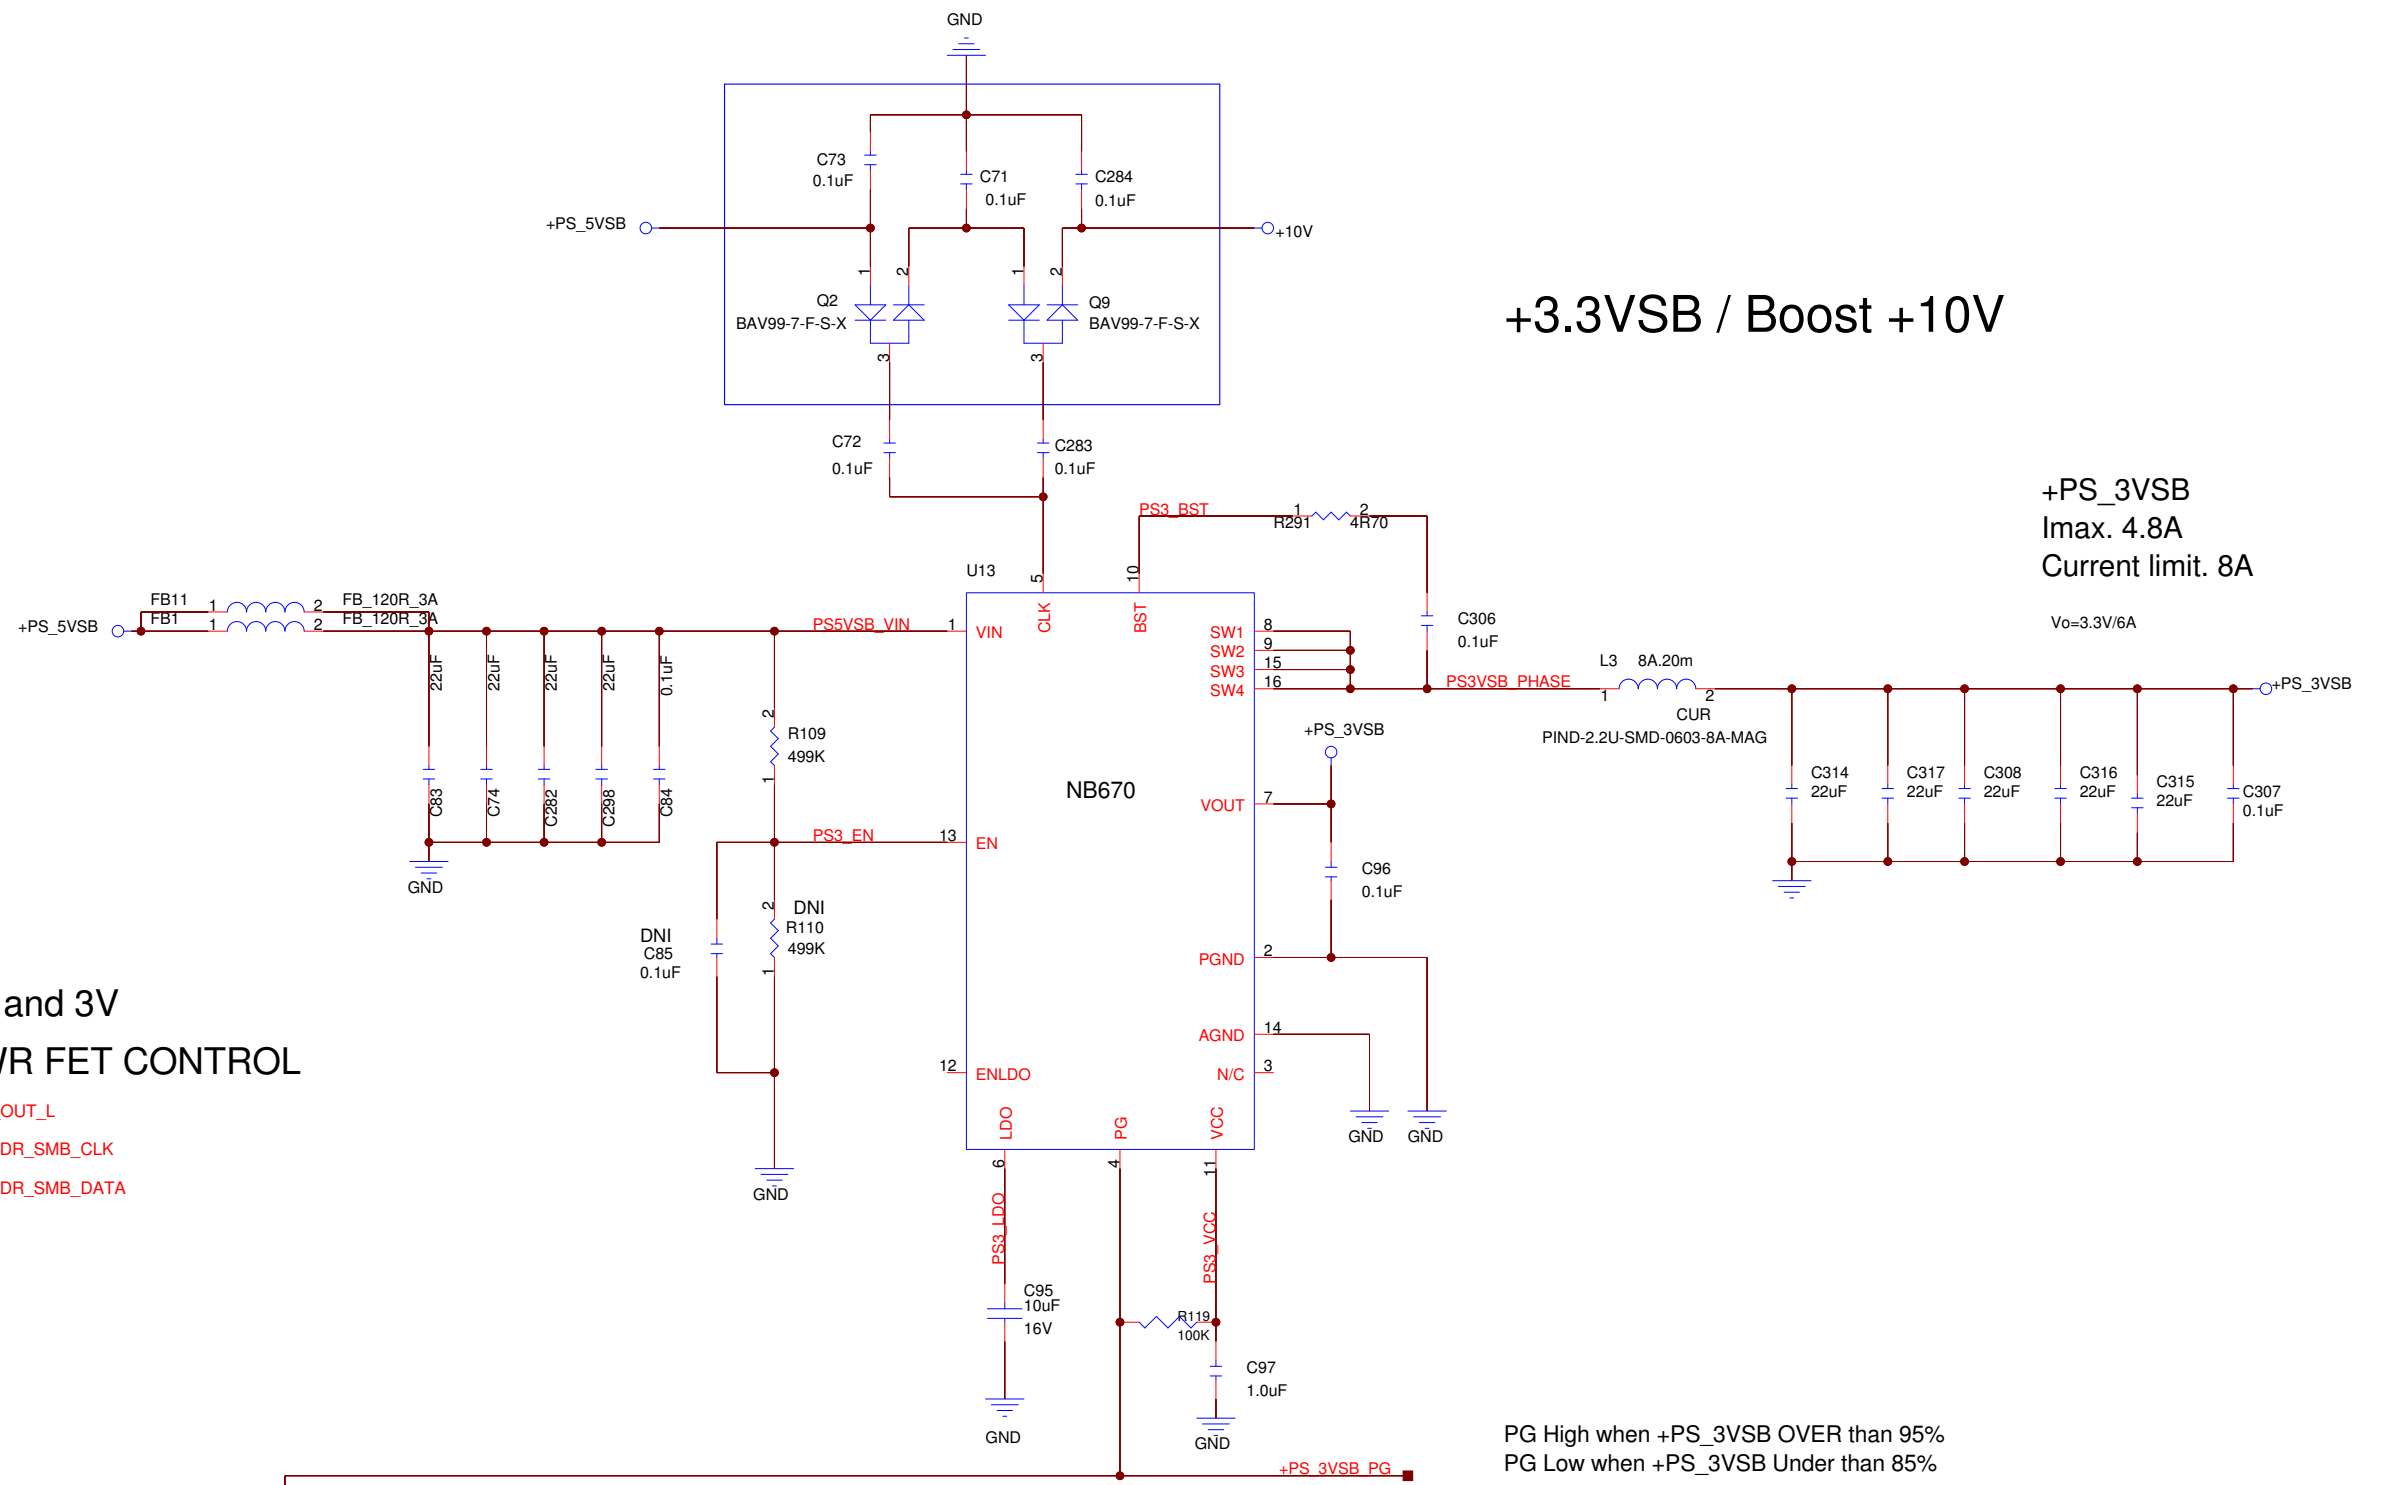 GND
C73
0.1uF
C71
0.1uF
C284
0.1uF
+PS_5VSB
+10V
1
2
1
2
Q2
BAV99-7-F-S-X
Q9
BAV99-7-F-S-X
3
3
+3.3VSB / Boost +10V
C72
0.1uF
C283
0.1uF
+PS_3VSB
Imax. 4.8A
Current limit. 8A
Vo=3.3V/6A
PS3_BST
1
2
R291
4R70
U13
5
10
CLK
BST
C306
0.1uF
+PS_5VSB
FB11
1
2
FB_120R_3A
FB1
1
2
FB_120R_3A
PS5VSB_VIN
1
VIN
SW1
8
SW2
9
SW3
15
SW4
16
22uF
22uF
22uF
22uF
0.1uF
C83
C74
C282
C298
C84
GND
PS3VSB_PHASE
L3
8A.20m
1
2
CUR
PIND-2.2U-SMD-0603-8A-MAG
+PS_3VSB
2
R109
499K
1
NB670
+PS_3VSB
VOUT
7
C314
22uF
C317
22uF
C308
22uF
C316
22uF
C315
22uF
C307
0.1uF
PS3_EN
13
EN
C96
0.1uF
2
DNI
R110
499K
1
DNI
C85
0.1uF
PGND
2
AGND
14
N/C
3
12
ENLDO
GND
GND
GND
and 3V
WR FET CONTROL
OUT_L
DR_SMB_CLK
DR_SMB_DATA
LDO
PG
VCC
6
4
11
PS3_LDO
PS3_VCC
C95
10uF
16V
R119
100K
C97
1.0uF
GND
GND
+PS_3VSB_PG
PG High when +PS_3VSB OVER than 95%
PG Low when +PS_3VSB Under than 85%